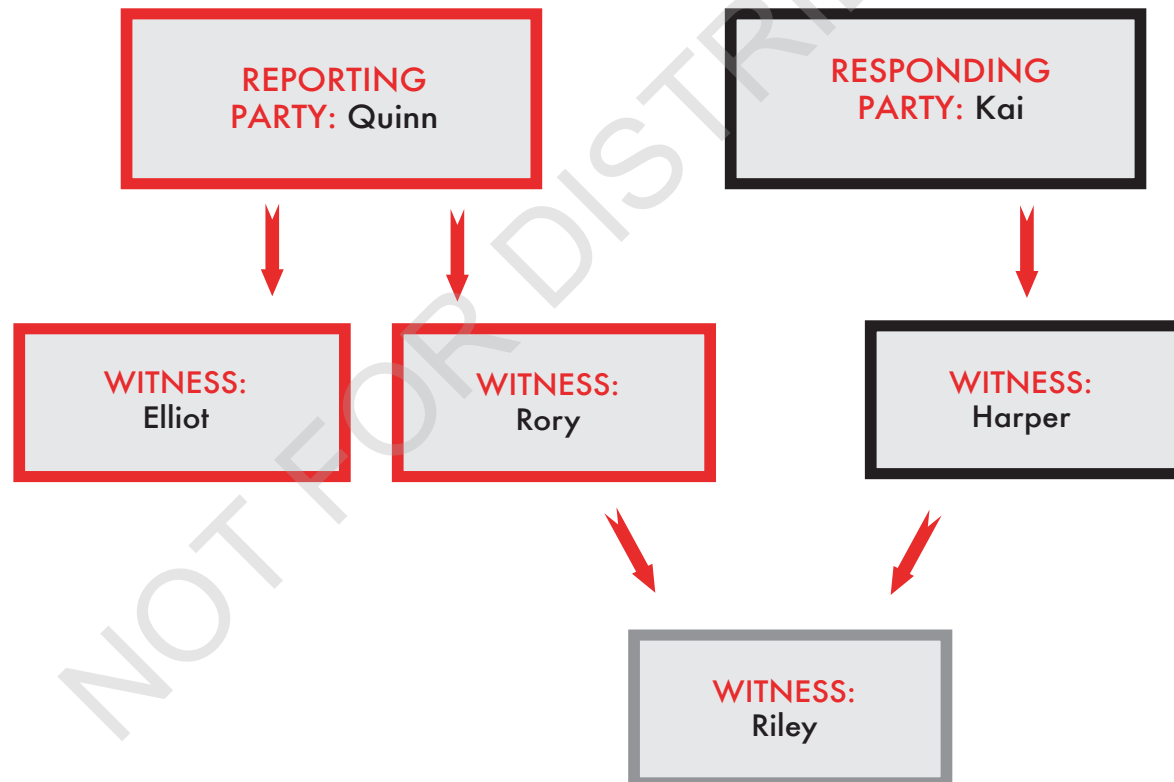 REPORTING
PARTY: Quinn
RESPONDING
PARTY: Kai
WITNESS:
Elliot
WITNESS:
Rory
WITNESS:
Harper
WITNESS:
Riley
NOT FOR DISTRI